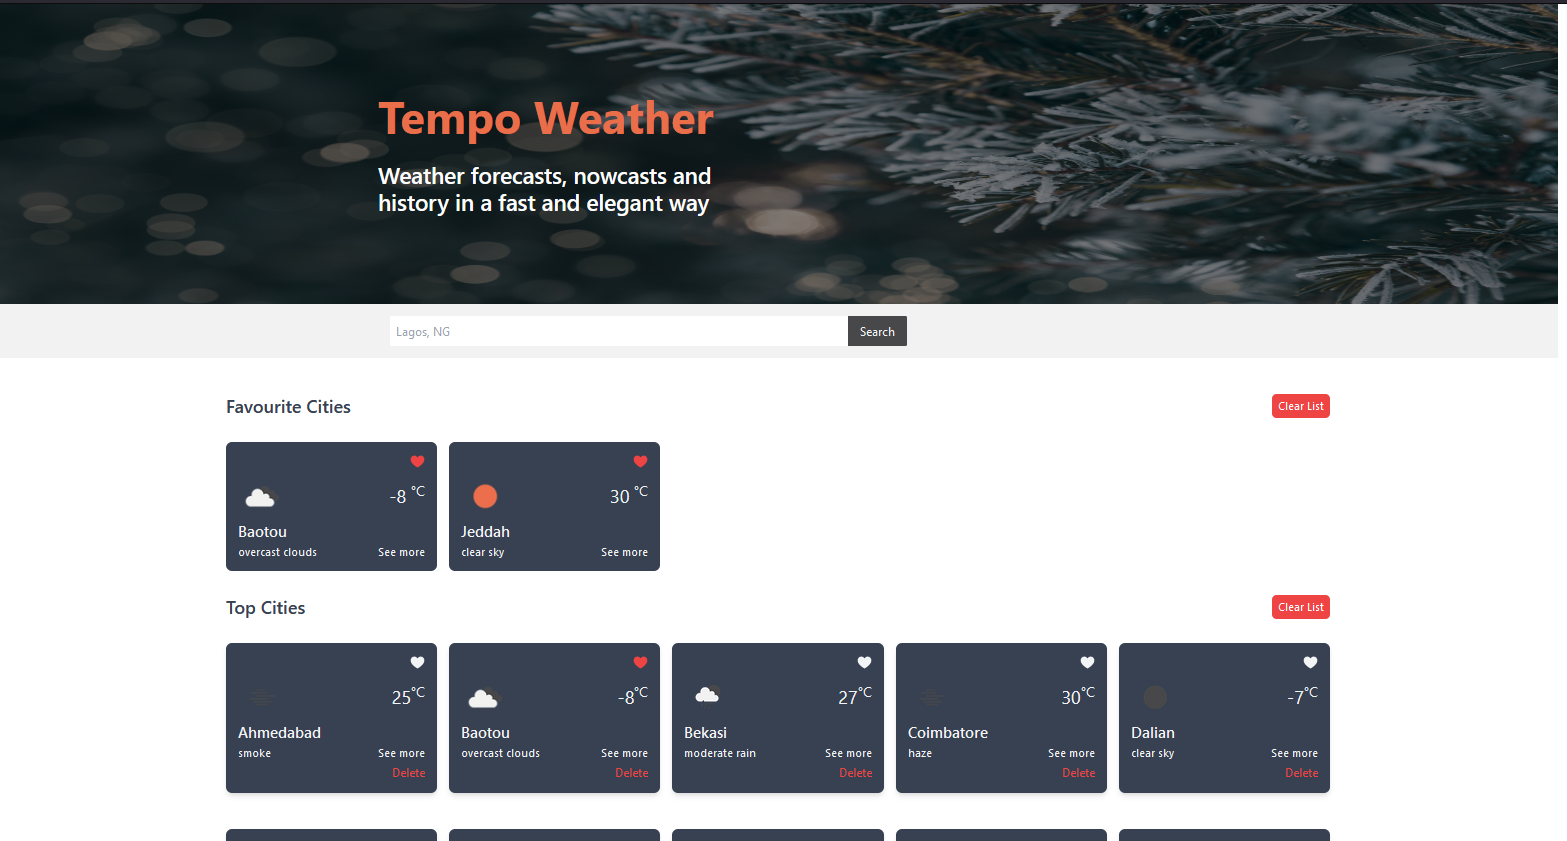 Tempo Weather
Weather forecasts, nowcasts and
history in a fast and elegant way
Lagos, NG
Search
Favourite Cities
Clear List
-8 °C
Baotou
overcast clouds
See more
30 °C
Jeddah
clear sky
See more
Top Cities
Clear List
25°C
Ahmedabad
smoke
See more
Delete
-8°C
Baotou
overcast clouds
See more
Delete
27°C
Bekasi
moderate rain
See more
Delete
30°C
Coimbatore
haze
See more
Delete
-7°C
Dalian
clear sky
See more
Delete